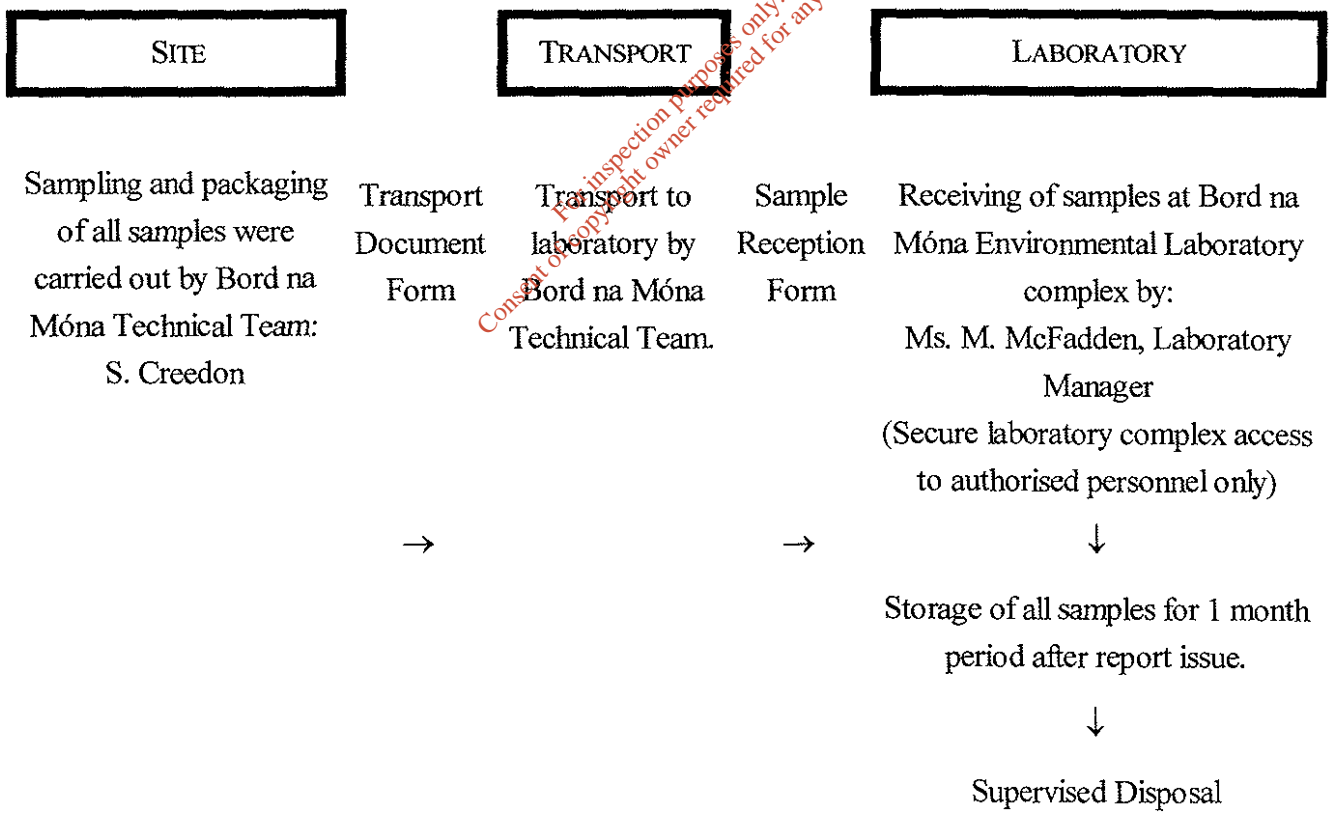 SITE
TRANSPORT
LABORATORY
Sampling and packaging
of all samples were
carried out by Bord na
Móna Technical Team:
S. Creedon
Transport
Document
Form
Transport to
laboratory by
Bord na Móna
Technical Team.
Sample
Reception
Form
Receiving of samples at Bord na
Móna Environmental Laboratory
complex by:
Ms. M. McFadden, Laboratory
Manager
(Secure laboratory complex access
to authorised personnel only)
→
→
↓
Storage of all samples for 1 month
period after report issue.
↓
Supervised Disposal
For inspection purposes only.
Consent of copyright owner required for any